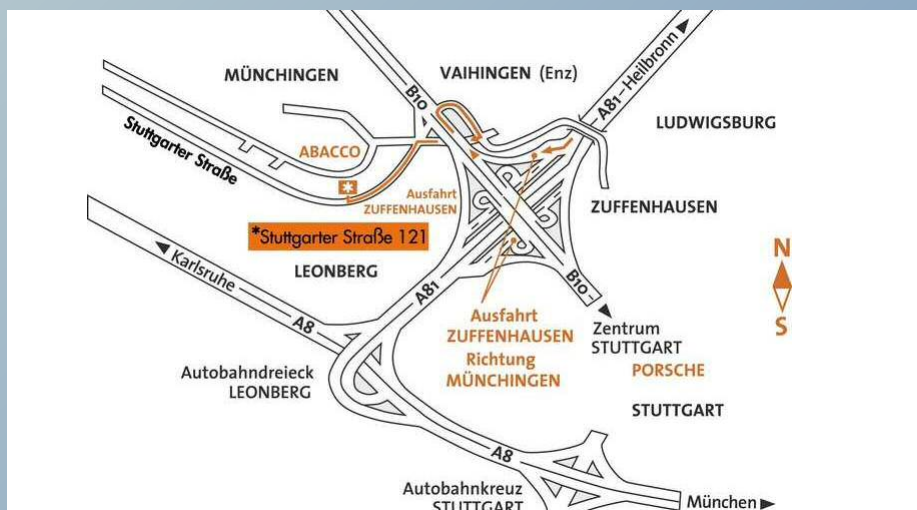 MÜNCHINGEN
VAIHINGEN (Enz)
B10
A81 – Heilbronn
LUDWIGSBURG
Stuttgarter Straße
ABACCO
*
Ausfahrt
ZUFFENHAUSEN
ZUFFENHAUSEN
*Stuttgarter Straße 121
LEONBERG
Karlsruhe
A8
A81
B10
N
S
Ausfahrt
ZUFFENHAUSEN
Richtung
MÜNCHINGEN
Zentrum
STUTTGART
PORSCHE
Autobahndreieck
LEONBERG
STUTTGART
A8
Autobahnkreuz
STUTTGART
München